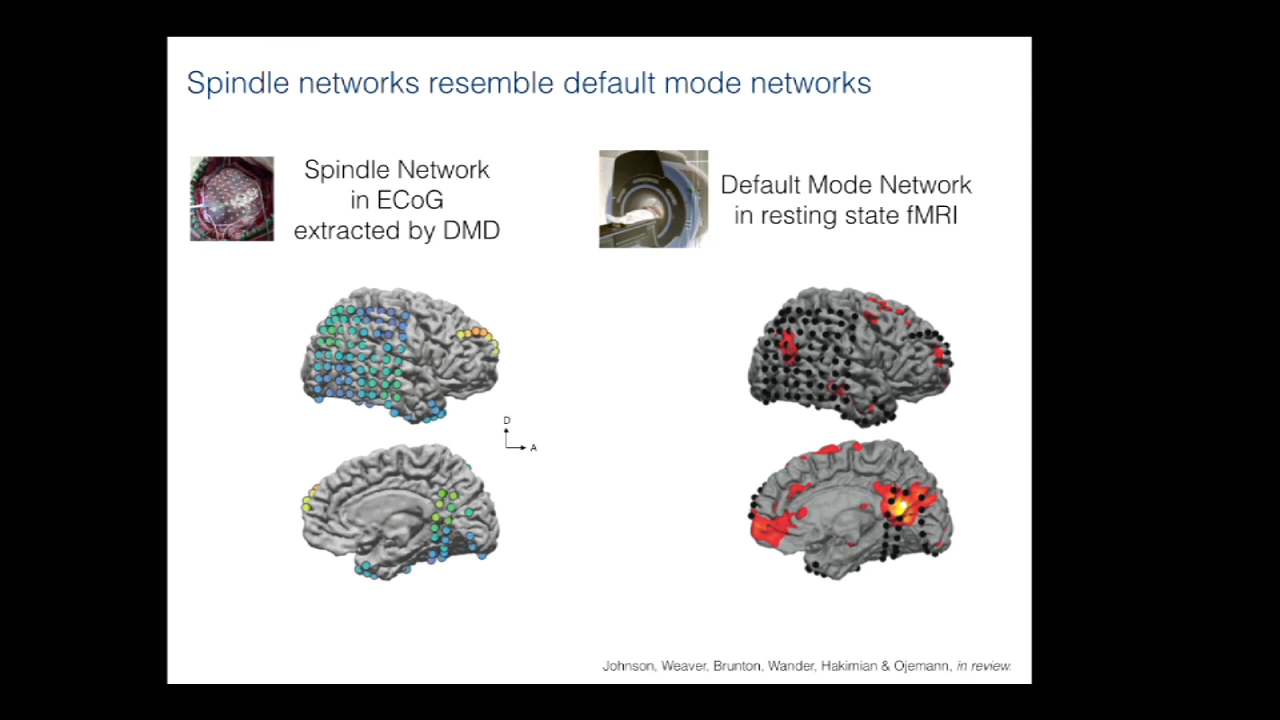 Spindle networks resemble default mode networks
Spindle Network
in ECoG
extracted by DMD
Default Mode Network
in resting state fMRI
D
A
Johnson, Weaver, Brunton, Wander, Hakimian & Ojemann, in review.